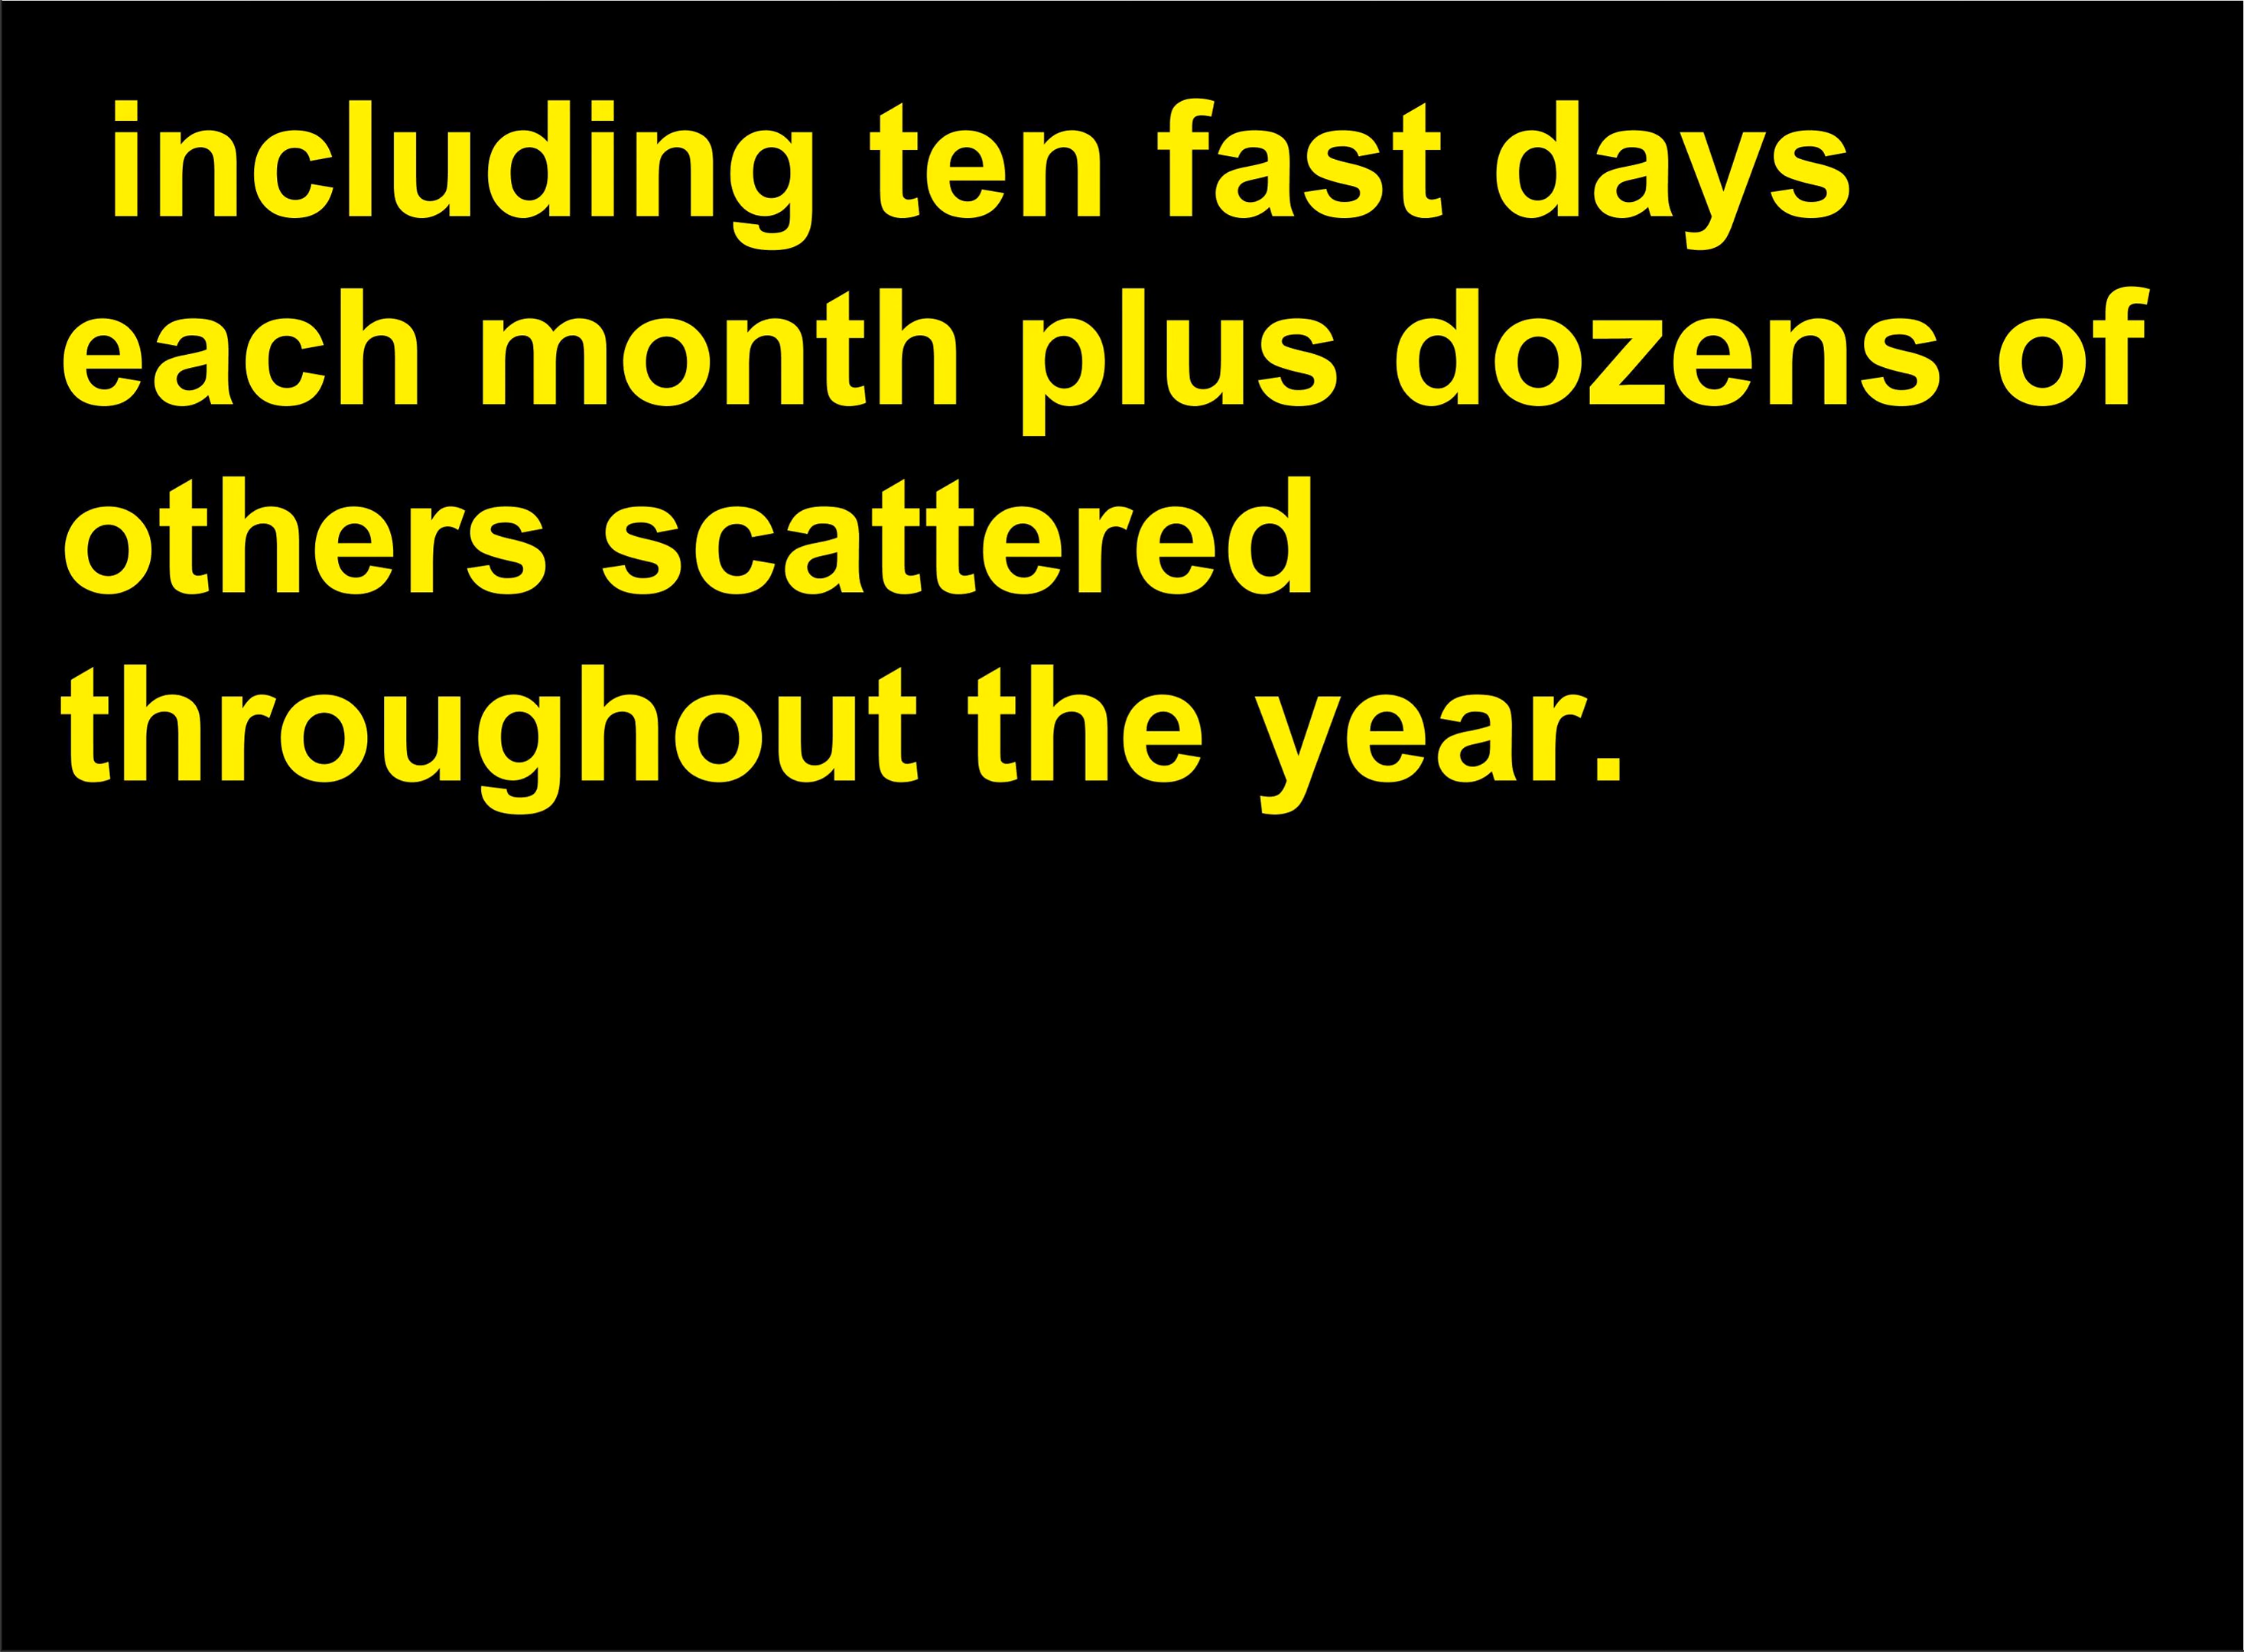 including ten fast days
each month plus dozens of
others scattered
throughout the year.